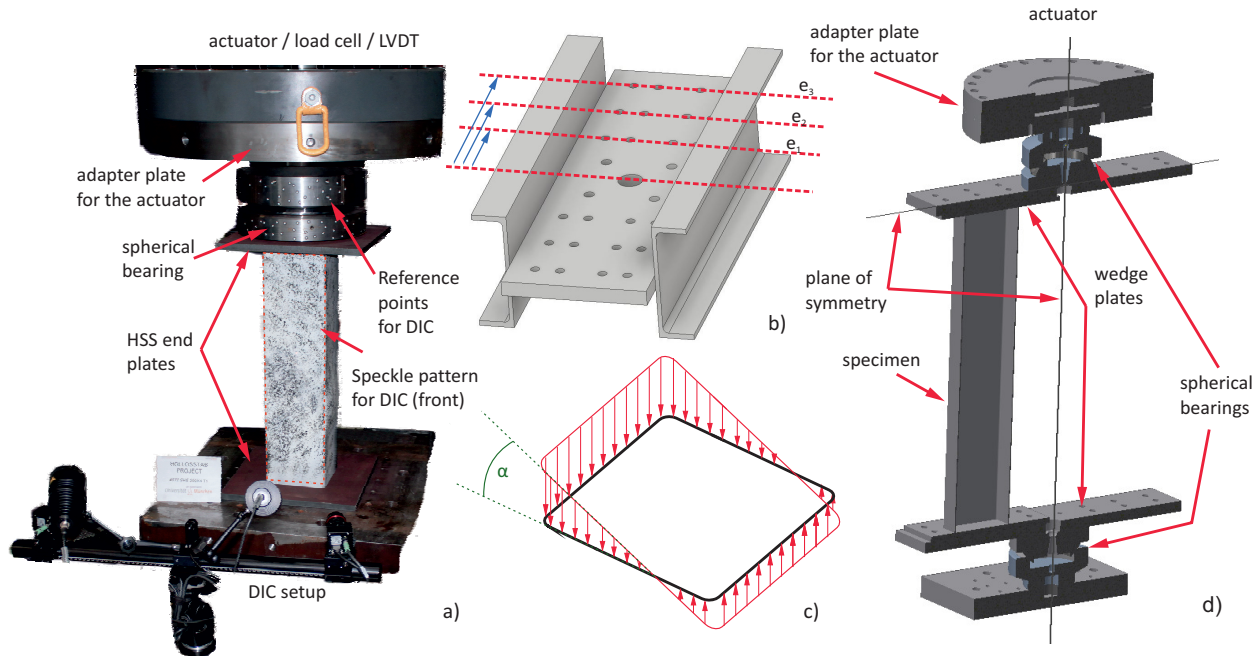 actuator / load cell / LVDT
adapter plate
for the actuator
spherical
bearing
HSS end
plates
Reference
points
for DIC
Speckle pattern
for DIC (front)
PROJECT
DIC setup
a)
e₃
e₂
e₁
b)
α
c)
actuator
adapter plate
for the actuator
plane of
symmetry
wedge
plates
specimen
spherical
bearings
d)